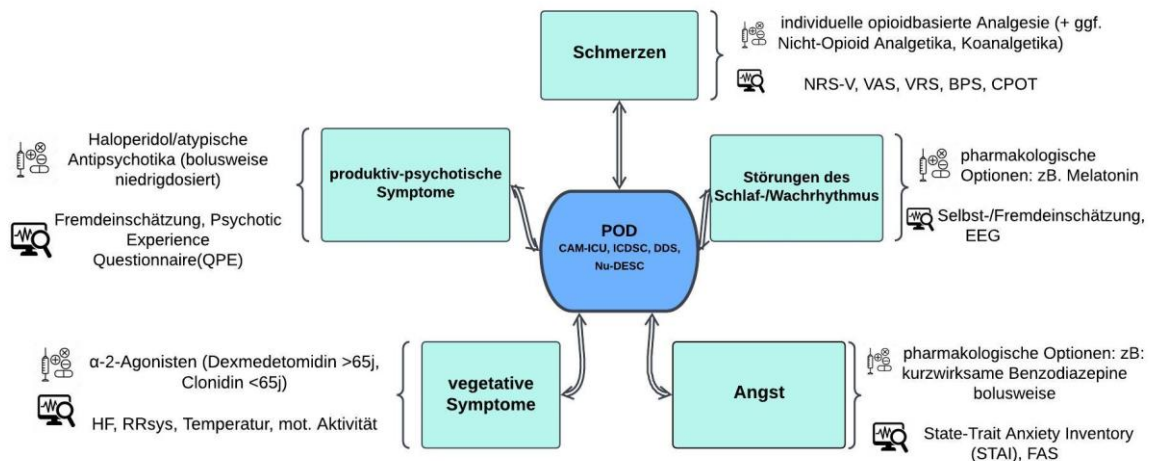 Schmerzen
individuelle opioidbasierte Analgesie (+ ggf.
Nicht-Opioid Analgetika, Koanalgetika)
NRS-V, VAS, VRS, BPS, CPOT
Haloperidol/atypische
Antipsychotika (bolusweise
niedrigdosiert)
Fremdeinschätzung, Psychotic
Experience
Questionnaire(QPE)
produktiv-psychotische
Symptome
Störungen des
Schlaf-/Wachrhythmus
pharmakologische
Optionen: zB. Melatonin
Selbst-/Fremdeinschätzung,
EEG
POD
CAM-ICU, ICDSC, DDS,
Nu-DESC
α-2-Agonisten (Dexmedetomidin >65j,
Clonidin <65j)
HF, RRsys, Temperatur, mot. Aktivität
vegetative
Symptome
Angst
pharmakologische Optionen: zB:
kurzwirksame Benzodiazepine
bolusweise
State-Trait Anxiety Inventory
(STAI), FAS